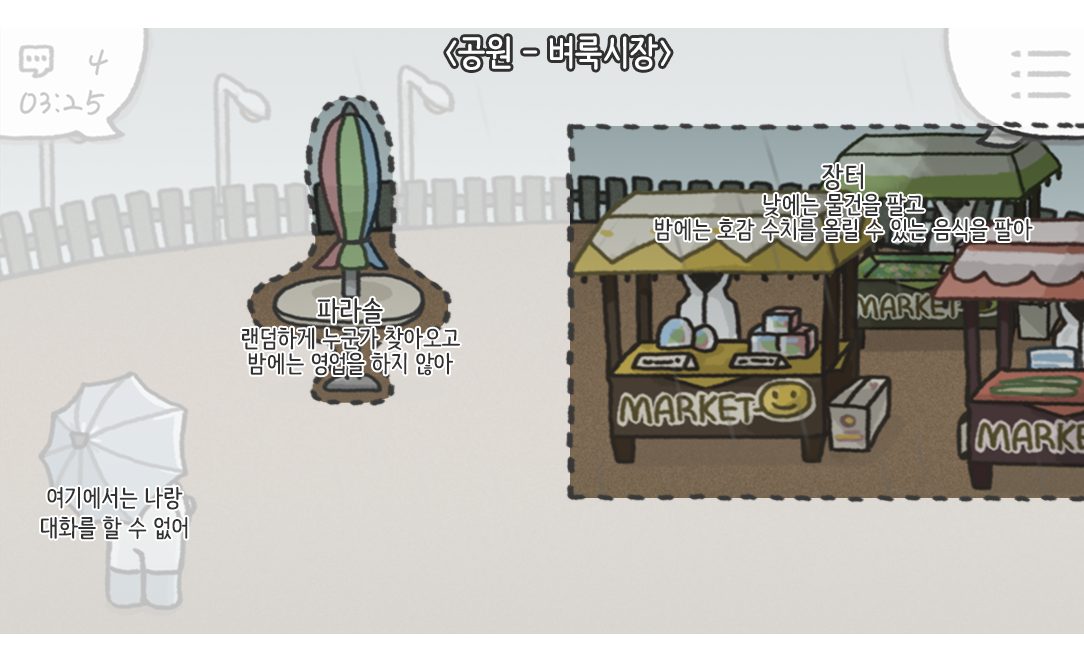 4
03:25
<공원 - 벼룩시장>
파라솔
랜덤하게 누군가 찾아오고
밤에는 영업을 하지 않아
장터
낮에는 물건을 팔고
밤에는 호감 수치를 올릴 수 있는 음식을 팔아
MARKET
MARKET
MARKE
여기에서는 나랑
대화를 할 수 없어